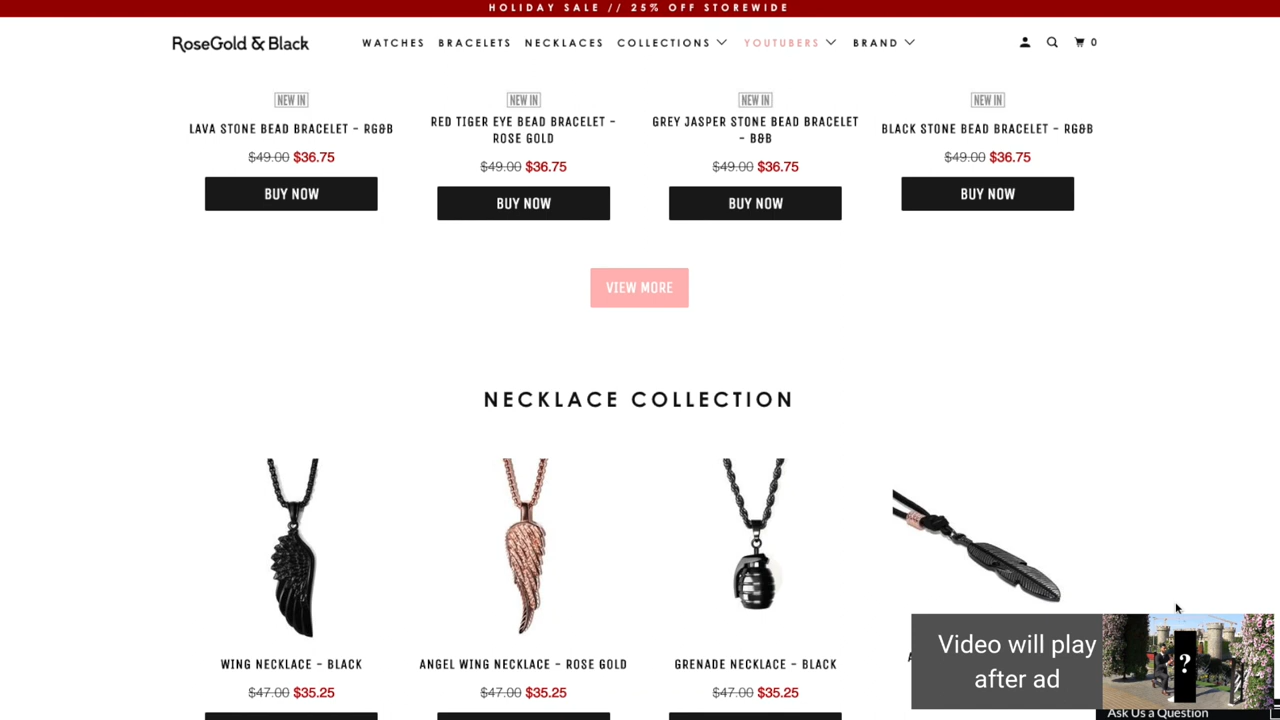 HOLIDAY SALE // 25% OFF STOREWIDE
RoseGold & Black
WATCHES BRACELETS NECKLACES COLLECTIONS YOUTUBERS BRAND 0
NEW IN NEW IN NEW IN NEW IN
LAVA STONE BEAD BRACELET - RG&B
RED TIGER EYE BEAD BRACELET -
ROSE GOLD
GREY JASPER STONE BEAD BRACELET
- B&B
BLACK STONE BEAD BRACELET - RG&B
$49.00 $36.75
$49.00 $36.75
$49.00 $36.75
$49.00 $36.75
BUY NOW
BUY NOW
BUY NOW
BUY NOW
VIEW MORE
NECKLACE COLLECTION
WING NECKLACE - BLACK
ANGEL WING NECKLACE - ROSE GOLD
GRENADE NECKLACE - BLACK
$47.00 $35.25
$47.00 $35.25
$47.00 $35.25
Video will play
after ad
?
Ask Us a Question